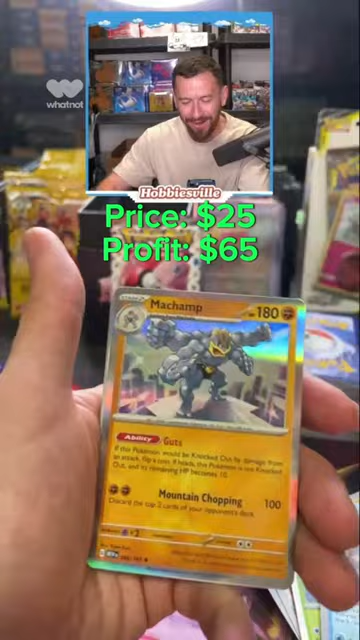 whatnot
Hobbiesville
Price: $25
Profit: $65
Machamp
180
Ability Guts
If this Pokémon would be Knocked Out by damage from
an attack, flip a coin. If heads, this Pokémon is not Knocked
Out, and its remaining HP becomes 10.
Mountain Chopping 100
Discard the top 2 cards of your opponent's deck.